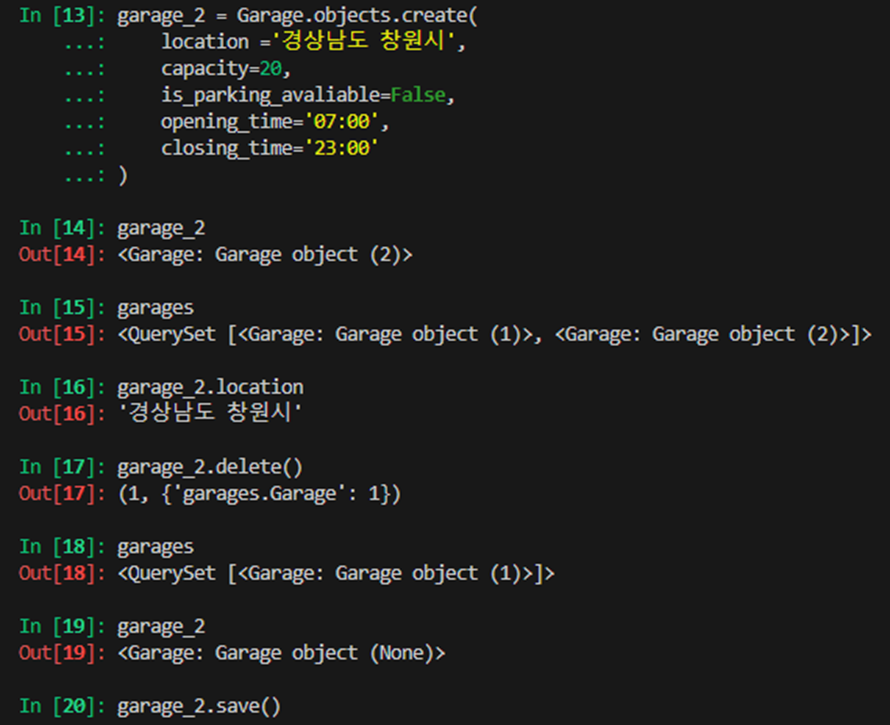 In [13]: garage_2 = Garage.objects.create(
...: location ='경상남도 창원시',
...: capacity=20,
...: is_parking_avaliable=False,
...: opening_time='07:00',
...: closing_time='23:00'
...: )
In [14]: garage_2
Out[14]: <Garage: Garage object (2)>
In [15]: garages
Out[15]: <QuerySet [<Garage: Garage object (1)>, <Garage: Garage object (2)>]>
In [16]: garage_2.location
Out[16]: '경상남도 창원시'
In [17]: garage_2.delete()
Out[17]: (1, {'garages.Garage': 1})
In [18]: garages
Out[18]: <QuerySet [<Garage: Garage object (1)>]>
In [19]: garage_2
Out[19]: <Garage: Garage object (None)>
In [20]: garage_2.save()